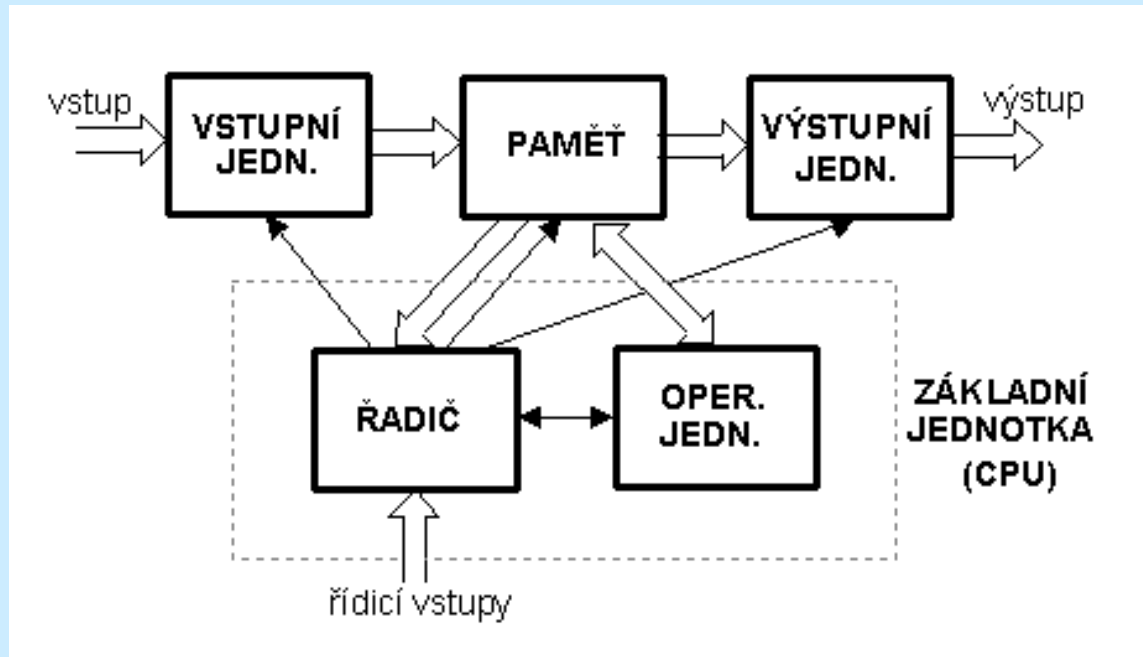 vstup
VSTUPNÍ
JEDN.
PAMĚŤ
VÝSTUPNÍ
JEDN.
výstup
ŘADIČ
OPER.
JEDN.
ZÁKLADNÍ
JEDNOTKA
(CPU)
řídicí vstupy